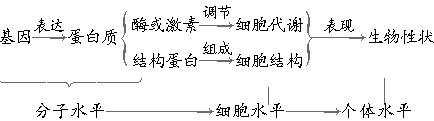 调节
酶或激素 细胞代谢
基因 表达 蛋白质 表现 生物性状
组成
结构蛋白 细胞结构
分子水平 细胞水平 个体水平